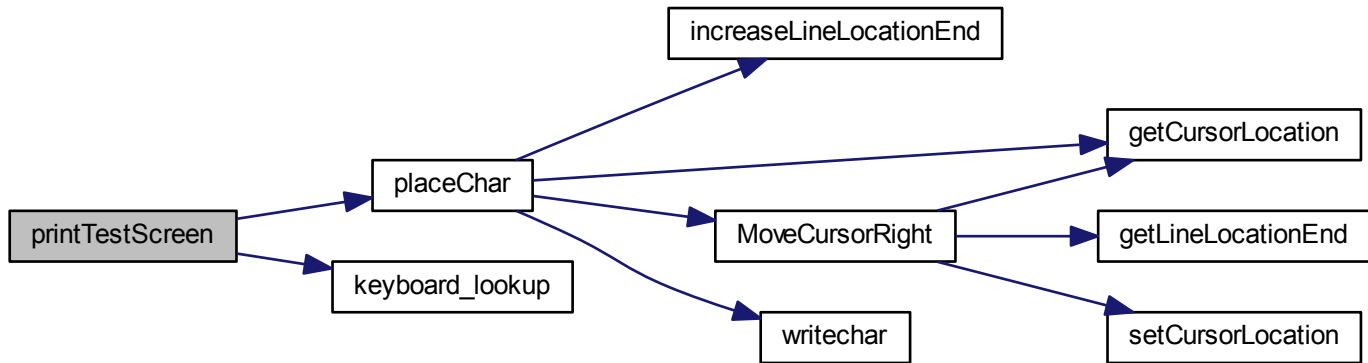 printTestScreen
placeChar
keyboard_lookup
increaseLineLocationEnd
MoveCursorRight
writechar
getCursorLocation
getLineLocationEnd
setCursorLocation